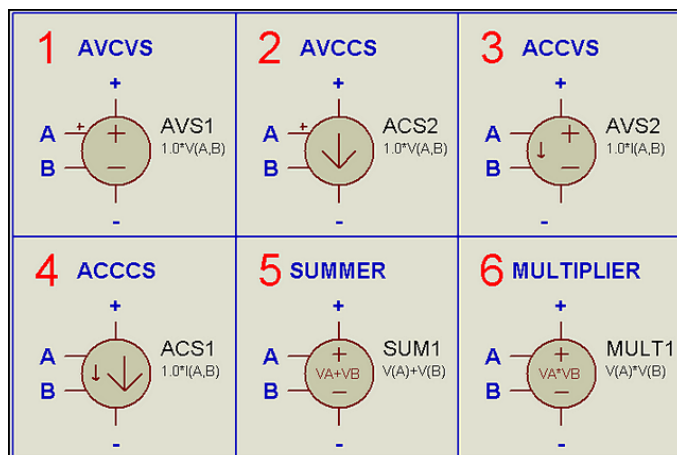 1 AVCVS
+
A + + AVS1
B − 1.0*V(A,B)
-
2 AVCCS
+
A + ACS2
B 1.0*V(A,B)
-
3 ACCVS
+
A + AVS2
B − 1.0*I(A,B)
-
4 ACCCS
+
A ACS1
B 1.0*I(A,B)
-
5 SUMMER
+
A + SUM1
VA+VB V(A)+V(B)
B −
-
6 MULTIPLIER
+
A + MULT1
VA*VB V(A)*V(B)
B −
-